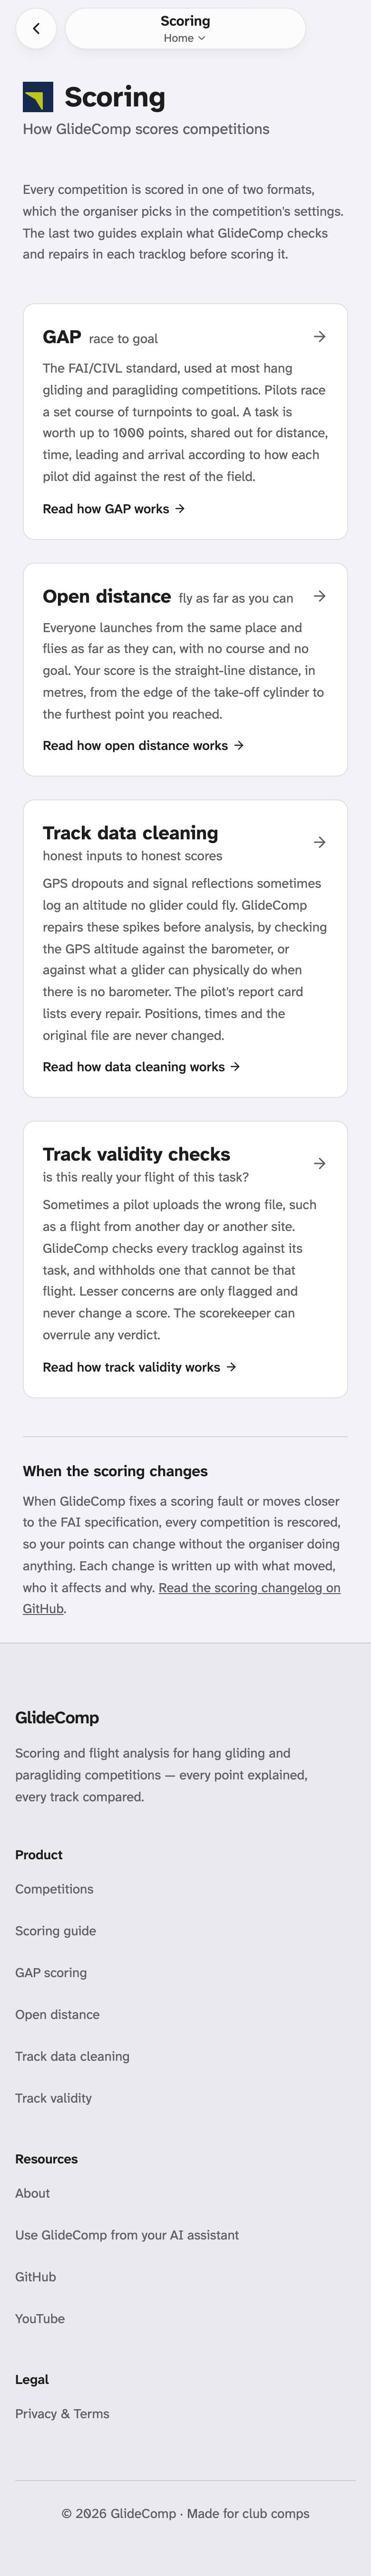 Scoring
Home
Scoring
How GlideComp scores competitions
Every competition is scored in one of two formats,
which the organiser picks in the competition's settings.
The last two guides explain what GlideComp checks
and repairs in each tracklog before scoring it.
GAP race to goal
The FAI/CIVL standard, used at most hang
gliding and paragliding competitions. Pilots race
a set course of turnpoints to goal. A task is
worth up to 1000 points, shared out for distance,
time, leading and arrival according to how each
pilot did against the rest of the field.
Read how GAP works →
Open distance fly as far as you can
Everyone launches from the same place and
flies as far as they can, with no course and no
goal. Your score is the straight-line distance, in
metres, from the edge of the take-off cylinder to
the furthest point you reached.
Read how open distance works →
Track data cleaning
honest inputs to honest scores
GPS dropouts and signal reflections sometimes
log an altitude no glider could fly. GlideComp
repairs these spikes before analysis, by checking
the GPS altitude against the barometer, or
against what a glider can physically do when
there is no barometer. The pilot's report card
lists every repair. Positions, times and the
original file are never changed.
Read how data cleaning works →
Track validity checks
is this really your flight of this task?
Sometimes a pilot uploads the wrong file, such
as a flight from another day or another site.
GlideComp checks every tracklog against its
task, and withholds one that cannot be that
flight. Lesser concerns are only flagged and
never change a score. The scorekeeper can
overrule any verdict.
Read how track validity works →
When the scoring changes
When GlideComp fixes a scoring fault or moves closer
to the FAI specification, every competition is rescored,
so your points can change without the organiser doing
anything. Each change is written up with what moved,
who it affects and why. Read the scoring changelog on
GitHub.
GlideComp
Scoring and flight analysis for hang gliding and
paragliding competitions — every point explained,
every track compared.
Product
Competitions
Scoring guide
GAP scoring
Open distance
Track data cleaning
Track validity
Resources
About
Use GlideComp from your AI assistant
GitHub
YouTube
Legal
Privacy & Terms
© 2026 GlideComp · Made for club comps